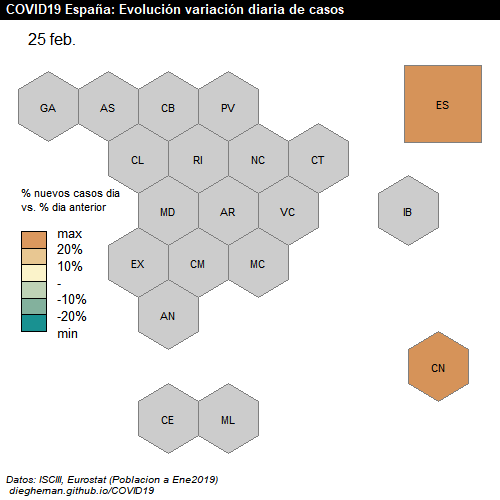 COVID19 España: Evolución variación diaria de casos
25 feb.
ES
GA AS CB PV
CL RI NC CT
% nuevos casos dia
vs. % dia anterior
MD AR VC IB
max
20%
10%
-
-10%
-20%
min
EX CM MC
AN
CN
CE ML
Datos: ISCIII, Eurostat (Poblacion a Ene2019)
dieghernan.github.io/COVID19